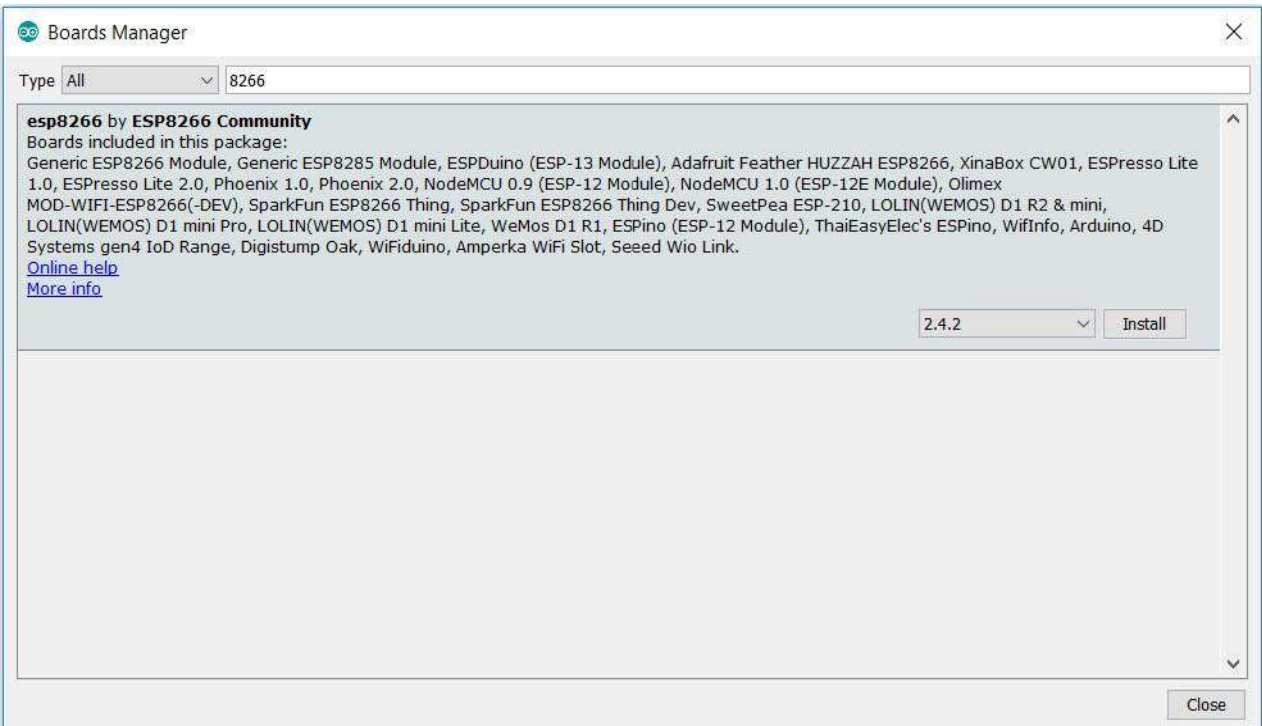 Boards Manager
Type All 8266
esp8266 by ESP8266 Community
Boards included in this package:
Generic ESP8266 Module, Generic ESP8285 Module, ESPDuino (ESP-13 Module), Adafruit Feather HUZZAH ESP8266, XinaBox CW01, ESPresso Lite
1.0, ESPresso Lite 2.0, Phoenix 1.0, Phoenix 2.0, NodeMCU 0.9 (ESP-12 Module), NodeMCU 1.0 (ESP-12E Module), Olimex
MOD-WIFI-ESP8266(-DEV), SparkFun ESP8266 Thing, SparkFun ESP8266 Thing Dev, SweetPea ESP-210, LOLIN(WEMOS) D1 R2 & mini,
LOLIN(WEMOS) D1 mini Pro, LOLIN(WEMOS) D1 mini Lite, WeMos D1 R1, ESPino (ESP-12 Module), ThaiEasyElec's ESPino, WifInfo, Arduino, 4D
Systems gen4 IoD Range, Digistump Oak, WiFiduino, Amperka WiFi Slot, Seeed Wio Link.
Online help
More info
2.4.2 Install
Close